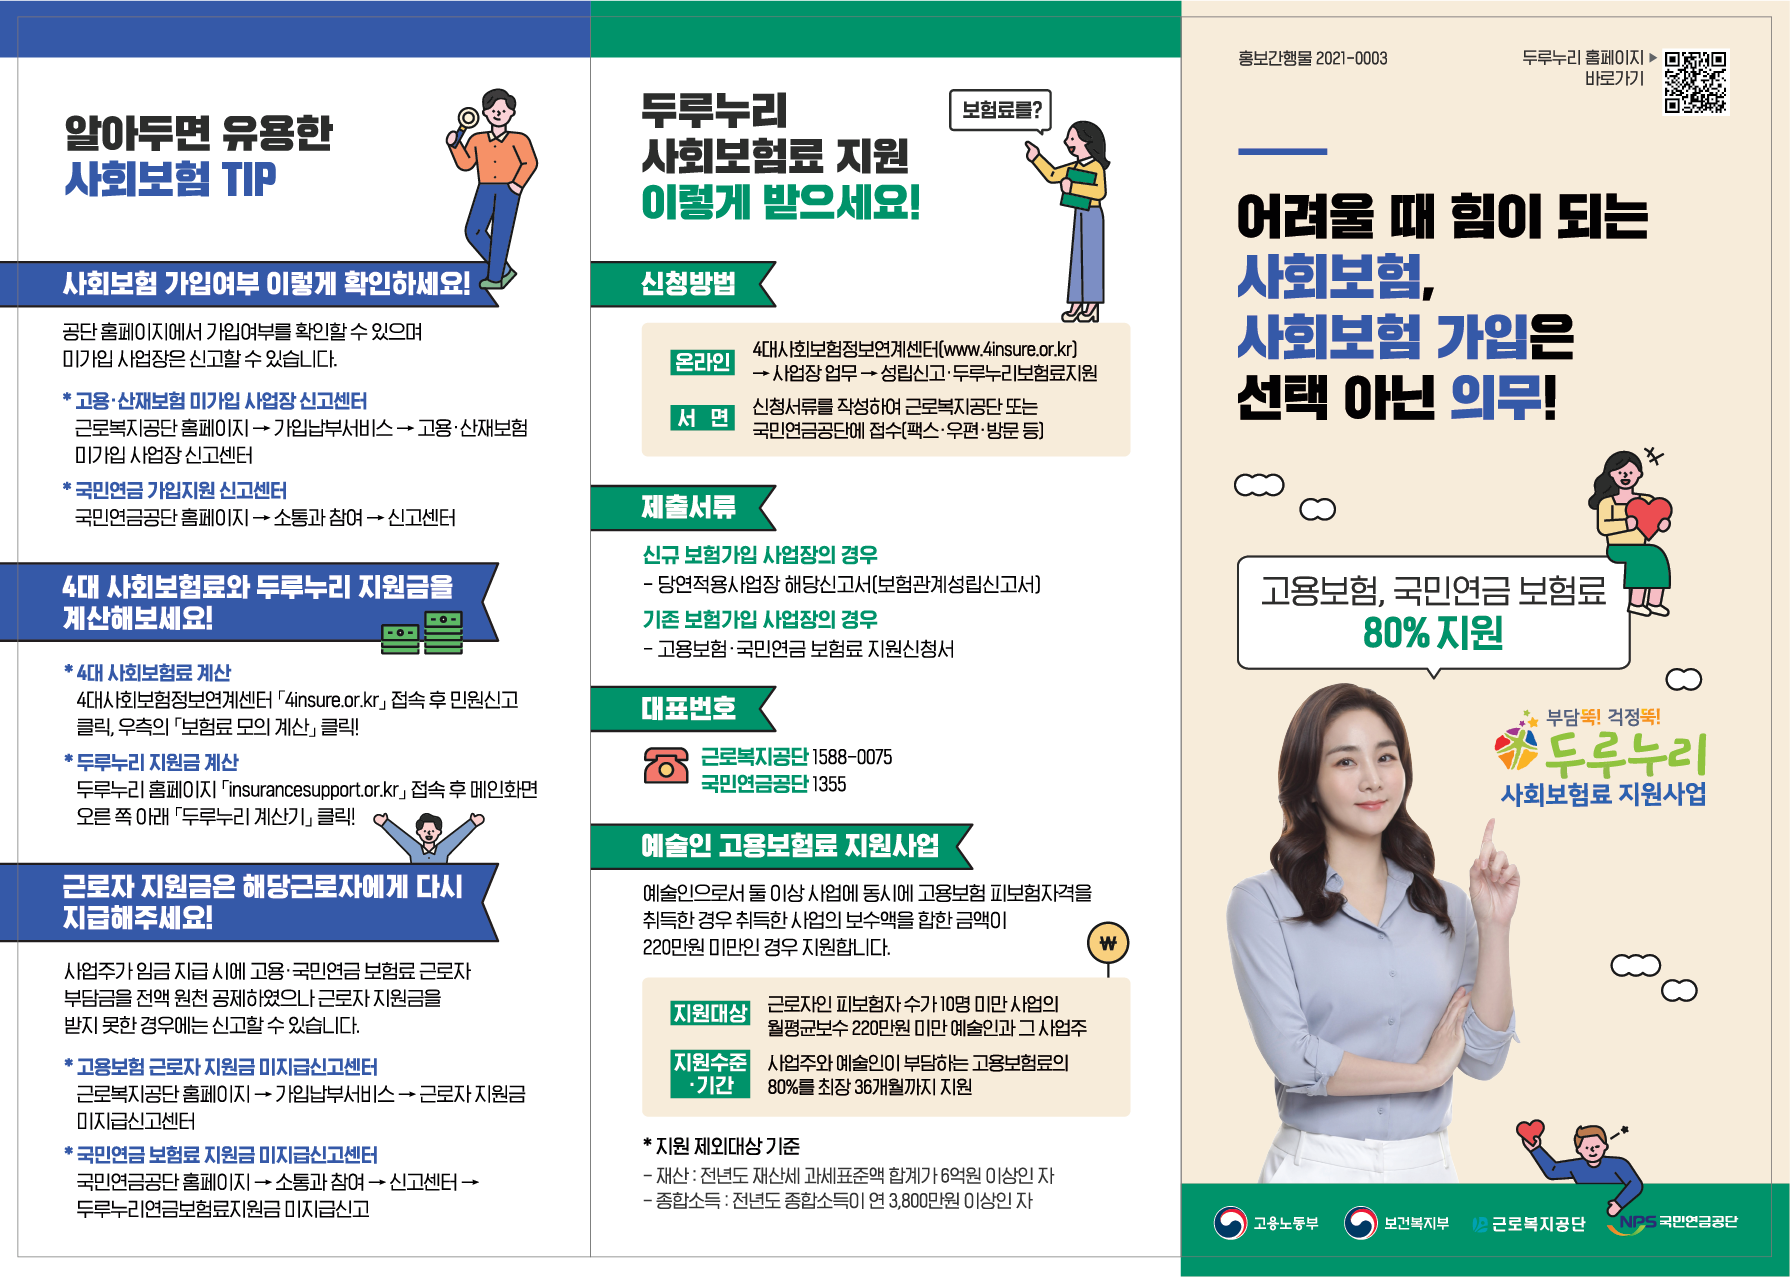 알아두면 유용한
사회보험 TIP
사회보험 가입여부 이렇게 확인하세요!
공단 홈페이지에서 가입여부를 확인할 수 있으며
미가입 사업장은 신고할 수 있습니다.
* 고용·산재보험 미가입 사업장 신고센터
근로복지공단 홈페이지 → 가입납부서비스 → 고용·산재보험
미가입 사업장 신고센터
* 국민연금 가입지원 신고센터
국민연금공단 홈페이지 → 소통과 참여 → 신고센터
4대 사회보험료와 두루누리 지원금을
계산해보세요!
* 4대 사회보험료 계산
4대사회보험정보연계센터 「4insure.or.kr」 접속 후 민원신고
클릭, 우측의 「보험료 모의 계산」 클릭!
* 두루누리 지원금 계산
두루누리 홈페이지 「insurancesupport.or.kr」 접속 후 메인화면
오른 쪽 아래 「두루누리 계산기」 클릭!
근로자 지원금은 해당근로자에게 다시
지급해주세요!
사업주가 임금 지급 시에 고용·국민연금 보험료 근로자
부담금을 전액 원천 공제하였으나 근로자 지원금을
받지 못한 경우에는 신고할 수 있습니다.
* 고용보험 근로자 지원금 미지급신고센터
근로복지공단 홈페이지 → 가입납부서비스 → 근로자 지원금
미지급신고센터
* 국민연금 보험료 지원금 미지급신고센터
국민연금공단 홈페이지 → 소통과 참여 → 신고센터 →
두루누리연금보험료지원금 미지급신고
두루누리
사회보험료 지원
이렇게 받으세요!
보험료를?
신청방법
온라인 4대사회보험정보연계센터(www.4insure.or.kr)
→ 사업장 업무 → 성립신고·두루누리보험료지원
서 면 신청서류를 작성하여 근로복지공단 또는
국민연금공단에 접수(팩스·우편·방문 등)
제출서류
신규 보험가입 사업장의 경우
- 당연적용사업장 해당신고서(보험관계성립신고서)
기존 보험가입 사업장의 경우
- 고용보험·국민연금 보험료 지원신청서
대표번호
근로복지공단 1588-0075
국민연금공단 1355
예술인 고용보험료 지원사업
예술인으로서 둘 이상 사업에 동시에 고용보험 피보험자격을
취득한 경우 취득한 사업의 보수액을 합한 금액이
220만원 미만인 경우 지원합니다.
₩
지원대상 근로자인 피보험자 수가 10명 미만 사업의
월평균보수 220만원 미만 예술인과 그 사업주
지원수준
·기간
사업주와 예술인이 부담하는 고용보험료의
80%를 최장 36개월까지 지원
* 지원 제외대상 기준
- 재산 : 전년도 재산세 과세표준액 합계가 6억원 이상인 자
- 종합소득 : 전년도 종합소득이 연 3,800만원 이상인 자
홍보간행물 2021-0003
두루누리 홈페이지 ▶
바로가기
어려울 때 힘이 되는
사회보험,
사회보험 가입은
선택 아닌 의무!
고용보험, 국민연금 보험료
80% 지원
부담뚝! 걱정뚝!
두루누리
사회보험료 지원사업
고용노동부
보건복지부
근로복지공단
NPS 국민연금공단